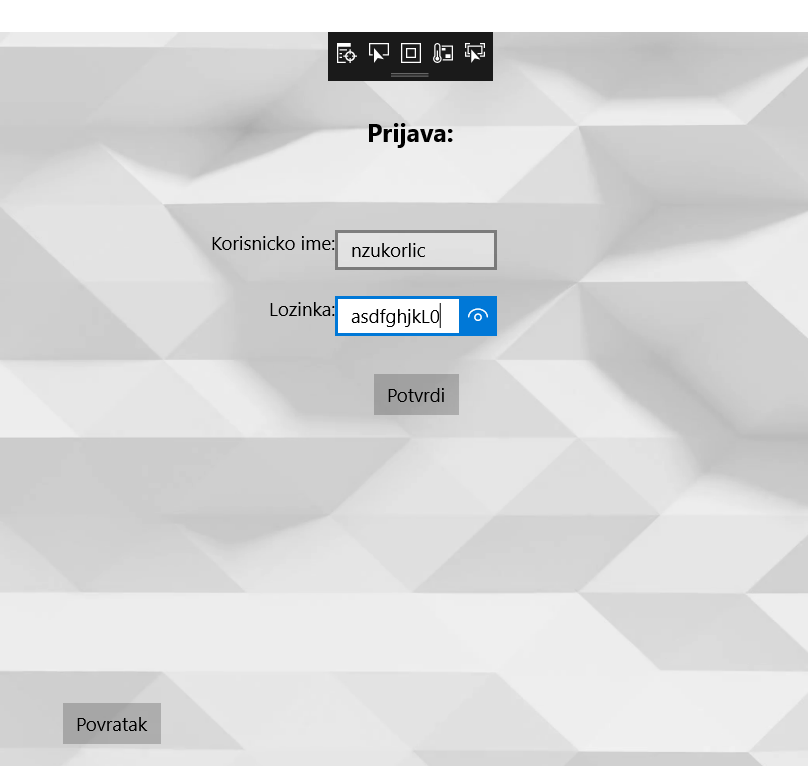 Prijava:
Korisnicko ime: nzukorlic
Lozinka: asdfghjkL0
Potvrdi
Povratak